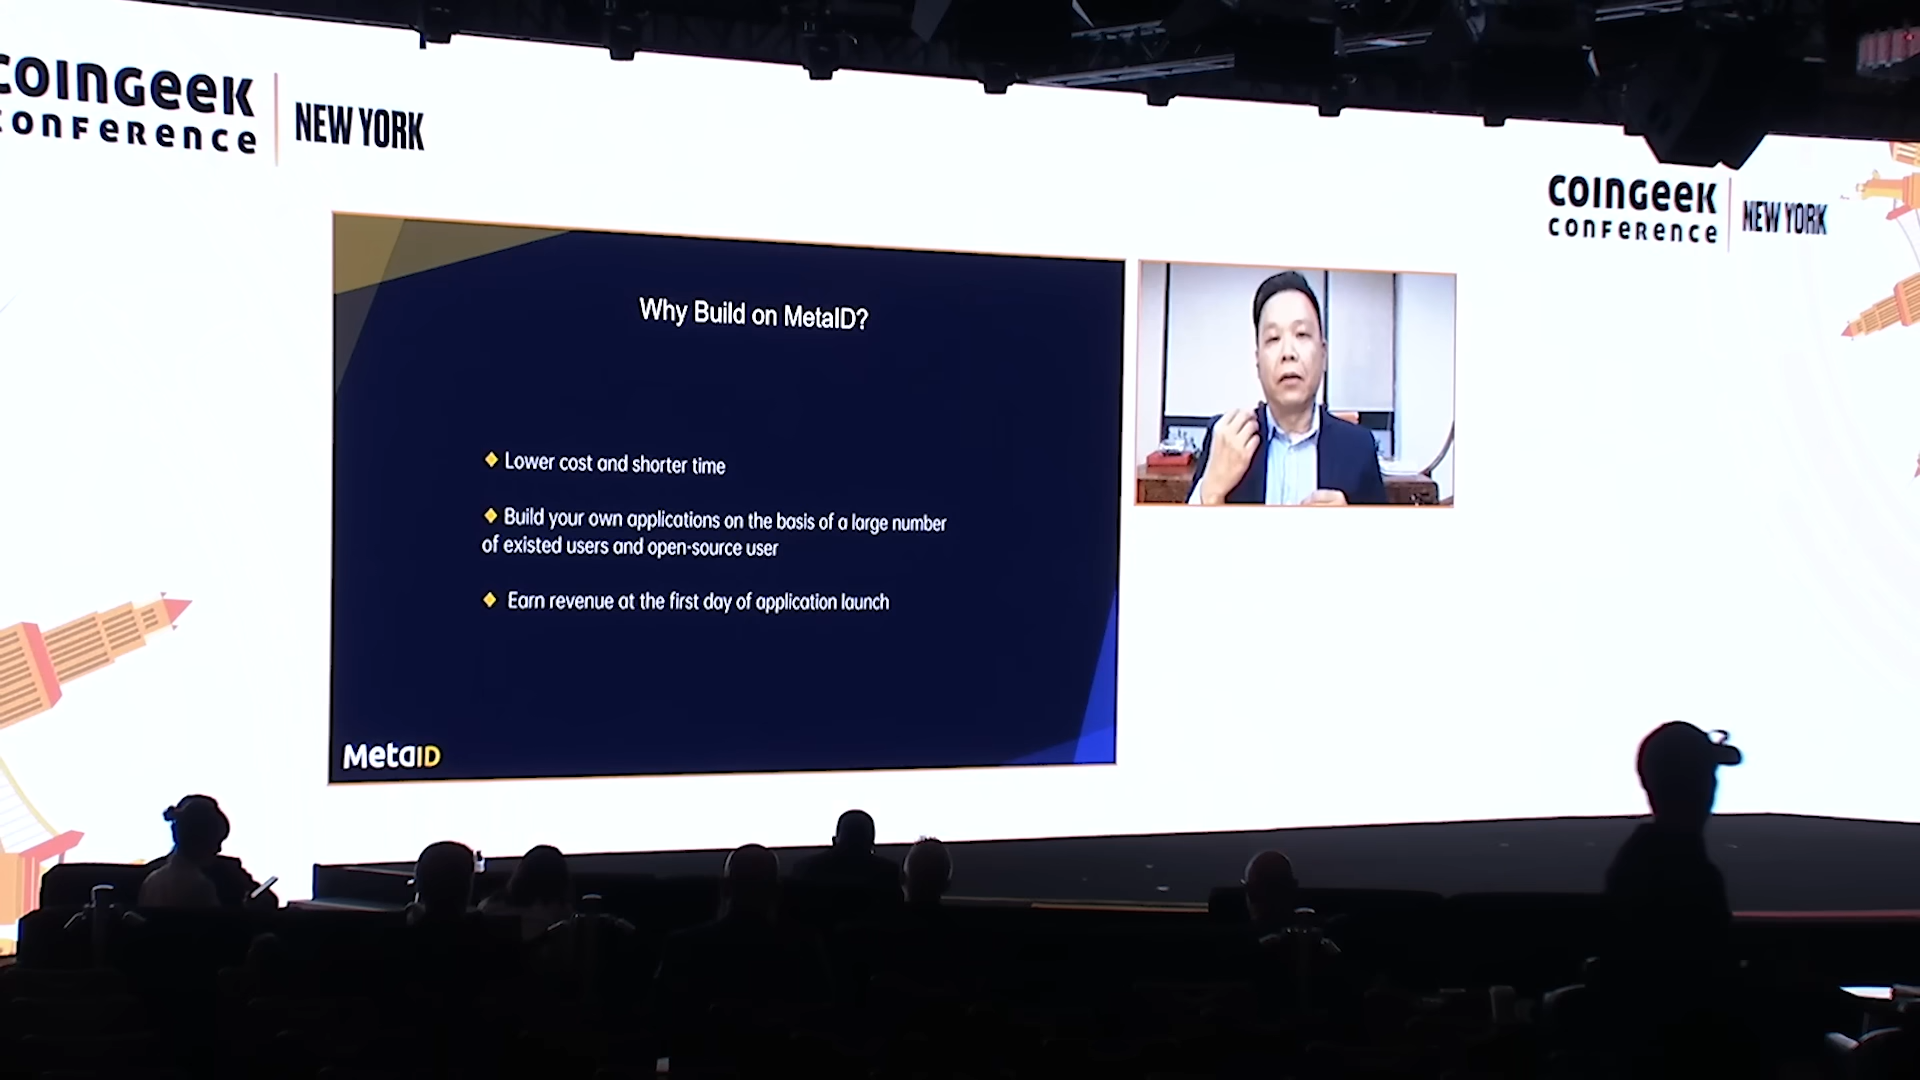 COINGEEK
CONFERENCE
NEW YORK
COINGEEK
CONFERENCE
NEW YORK
Why Build on MetaID?
Lower cost and shorter time
Build your own applications on the basis of a large number
of existed users and open-source user
Earn revenue at the first day of application launch
MetaID